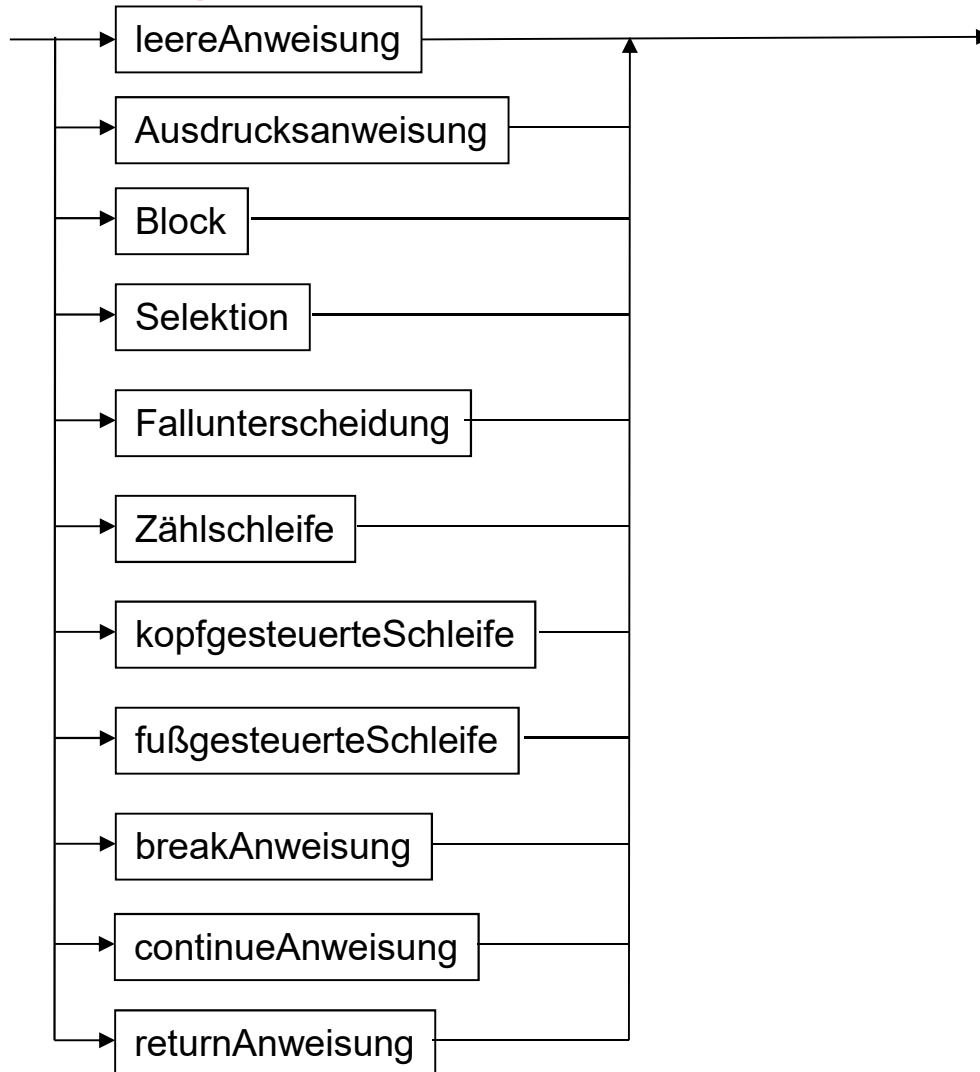 leereAnweisung
Ausdrucksanweisung
Block
Selektion
Fallunterscheidung
Zählschleife
kopfgesteuerteSchleife
fußgesteuerteSchleife
breakAnweisung
continueAnweisung
returnAnweisung